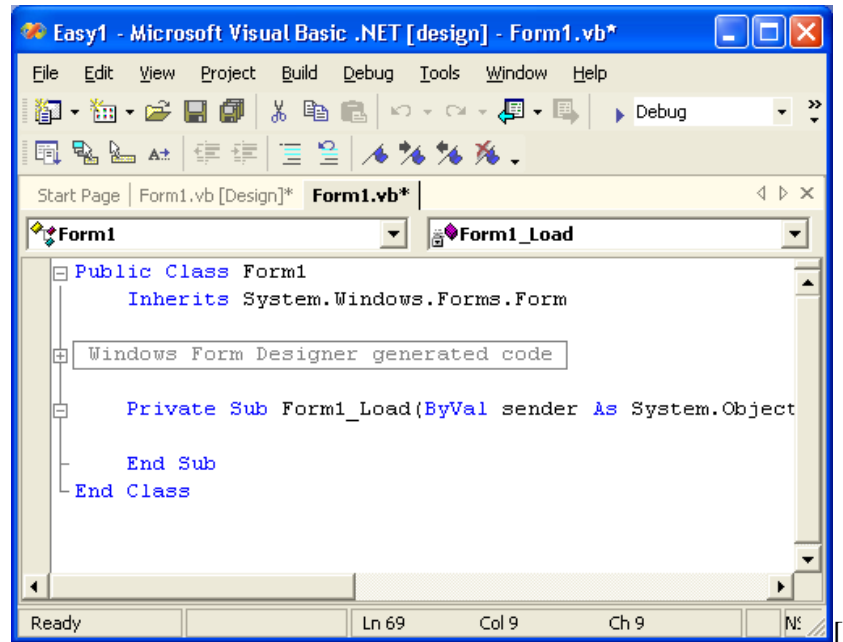 Easy1 - Microsoft Visual Basic .NET [design] - Form1.vb*
File Edit View Project Build Debug Tools Window Help
Debug
Start Page Form1.vb [Design]* Form1.vb*
Form1 Form1_Load
Public Class Form1
Inherits System.Windows.Forms.Form
Windows Form Designer generated code
Private Sub Form1_Load(ByVal sender As System.Object
End Sub
End Class
Ready Ln 69 Col 9 Ch 9